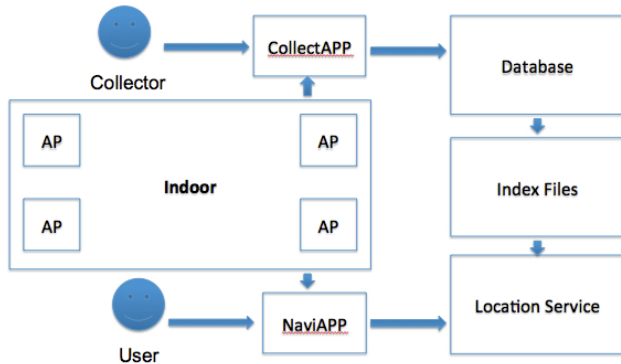 CollectAPP
Database
Collector
AP
AP
Indoor
Index Files
AP
AP
NaviAPP
Location Service
User